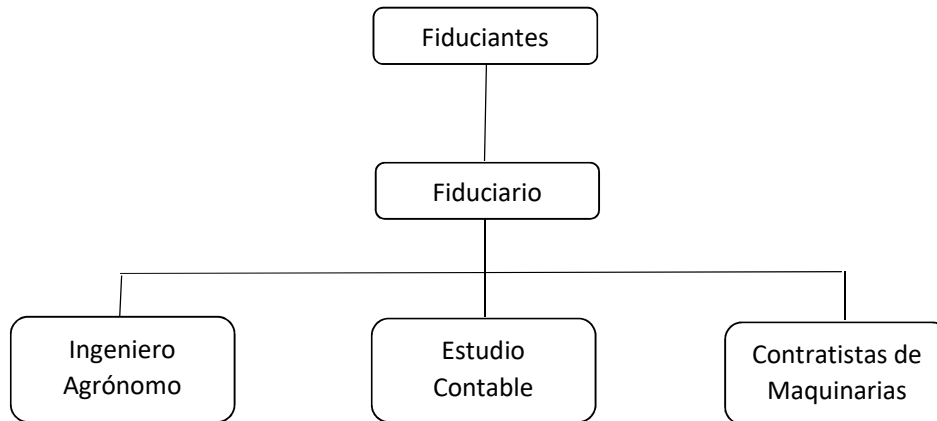 Fiduciantes
Fiduciario
Ingeniero
Agrónomo
Estudio
Contable
Contratistas de
Maquinarias